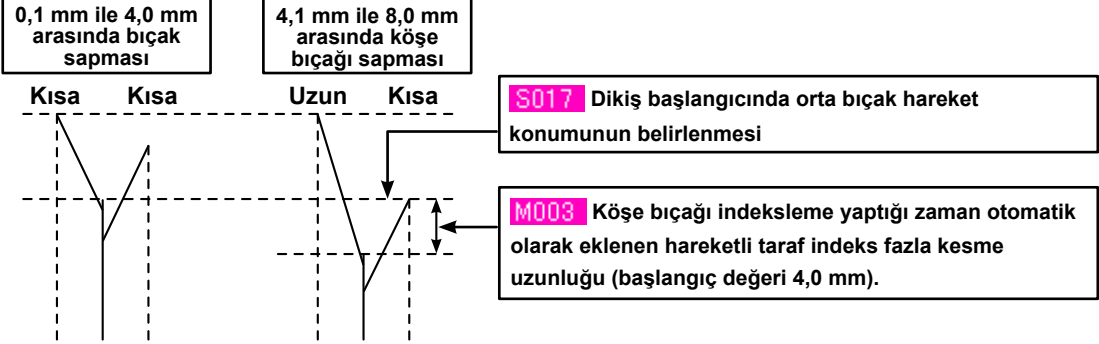 0,1 mm ile 4,0 mm
arasında bıçak
sapması
4,1 mm ile 8,0 mm
arasında köşe
bıçağı sapması
Kısa Kısa
Uzun Kısa
S017 Dikiş başlangıcında orta bıçak hareket
konumunun belirlenmesi
M003 Köşe bıçağı indeksleme yaptığı zaman otomatik
olarak eklenen hareketli taraf indeks fazla kesme
uzunluğu (başlangıç değeri 4,0 mm).